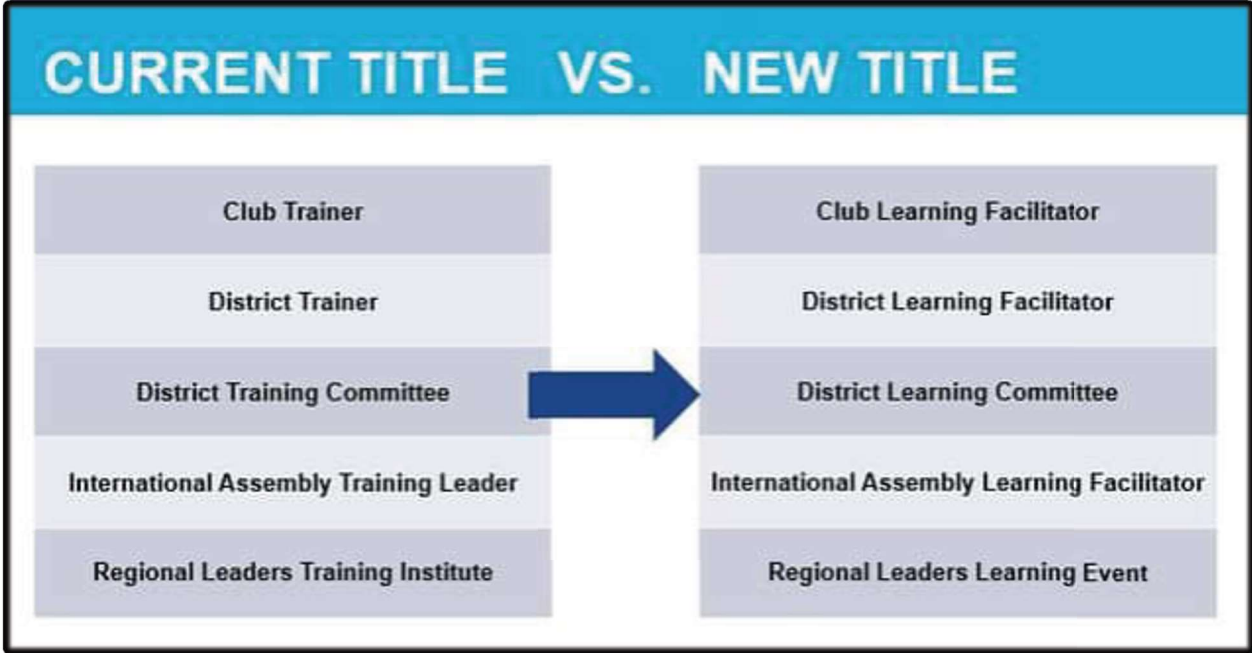 CURRENT TITLE VS. NEW TITLE
Club Trainer
Club Learning Facilitator
District Trainer
District Learning Facilitator
District Training Committee
District Learning Committee
International Assembly Training Leader
International Assembly Learning Facilitator
Regional Leaders Training Institute
Regional Leaders Learning Event